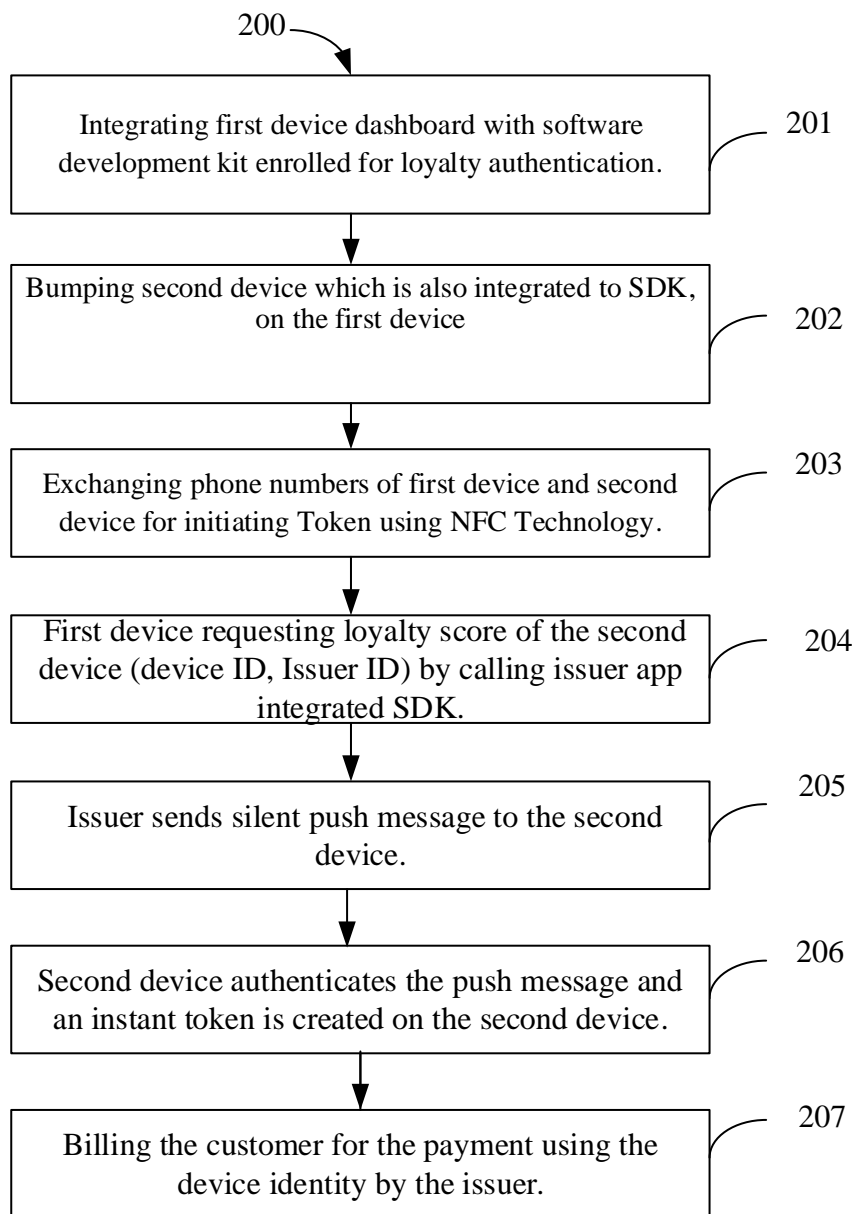 200
Integrating first device dashboard with software
development kit enrolled for loyalty authentication.
201
Bumping second device which is also integrated to SDK,
on the first device
202
Exchanging phone numbers of first device and second
device for initiating Token using NFC Technology.
203
First device requesting loyalty score of the second
device (device ID, Issuer ID) by calling issuer app
integrated SDK.
204
Issuer sends silent push message to the second
device.
205
Second device authenticates the push message and
an instant token is created on the second device.
206
Billing the customer for the payment using the
device identity by the issuer.
207